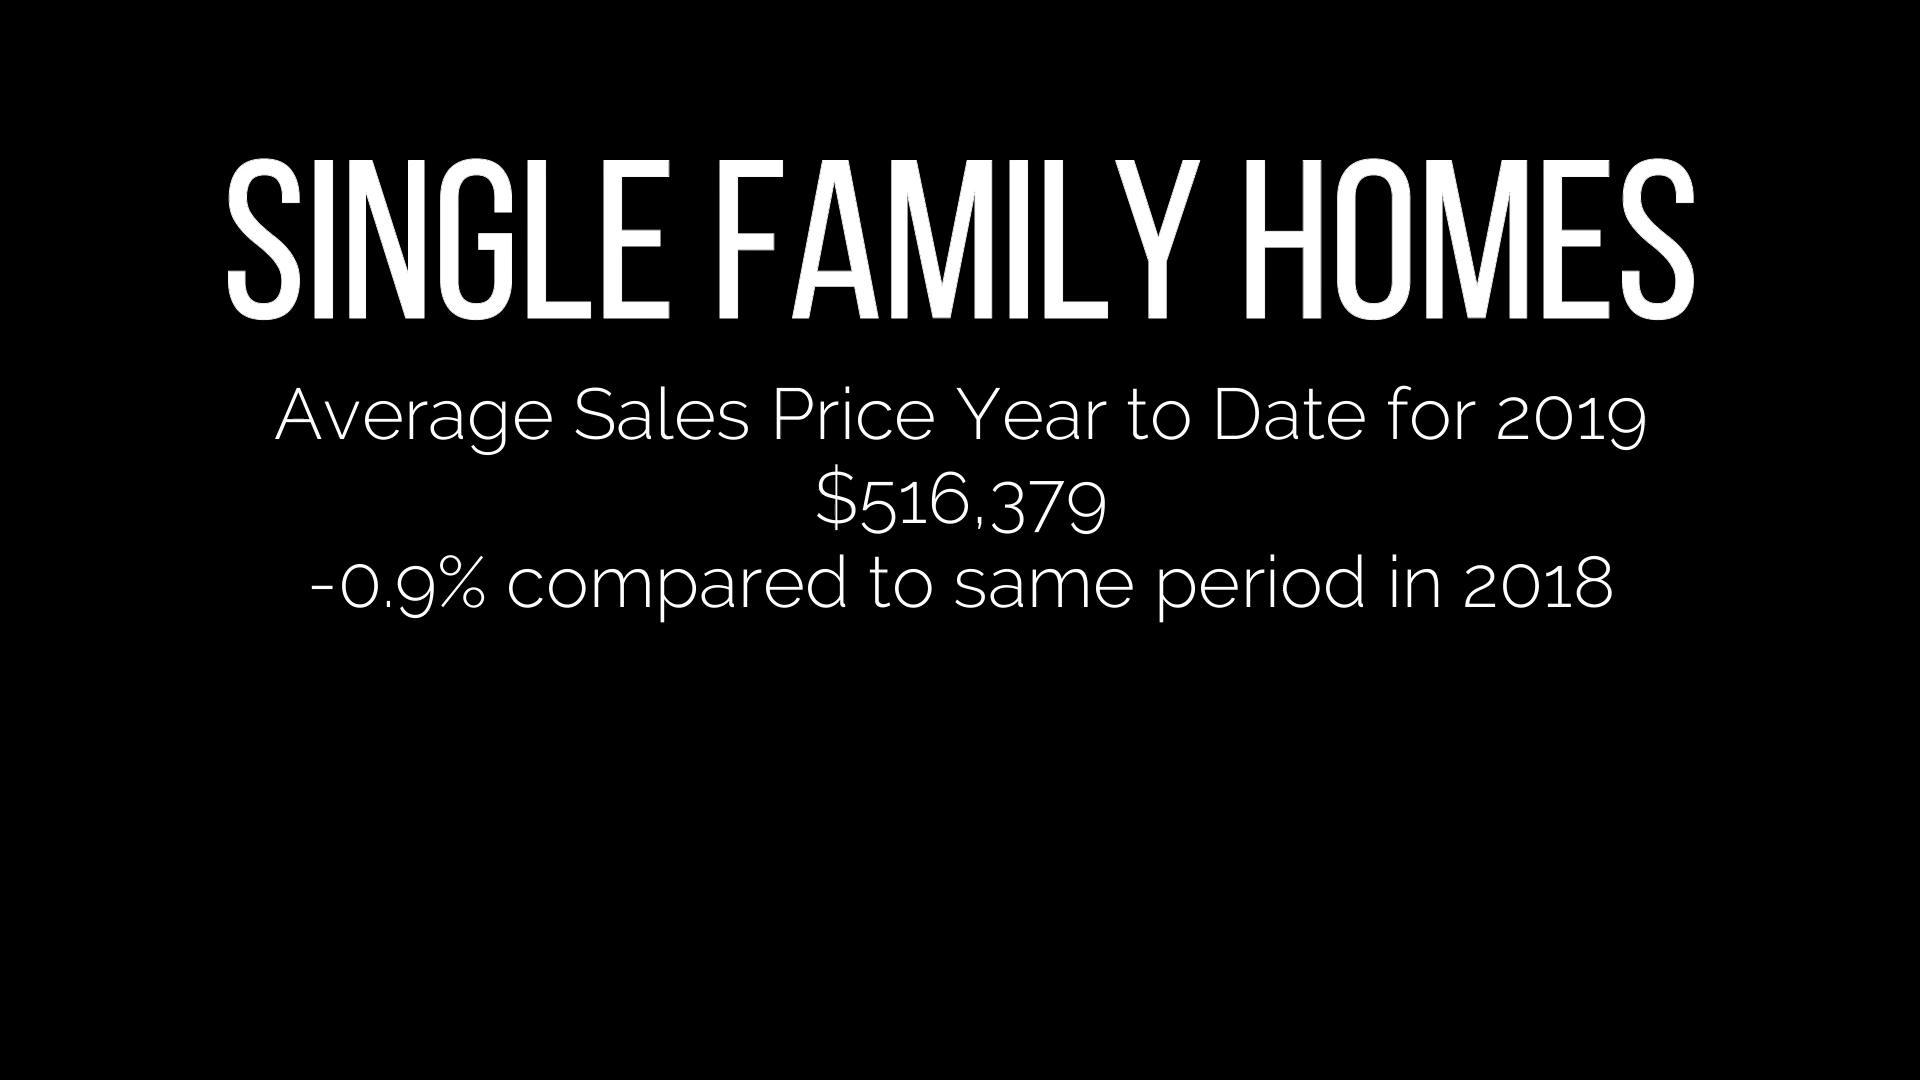 SINGLE FAMILY HOMES
Average Sales Price Year to Date for 2019
$516,379
-0.9% compared to same period in 2018